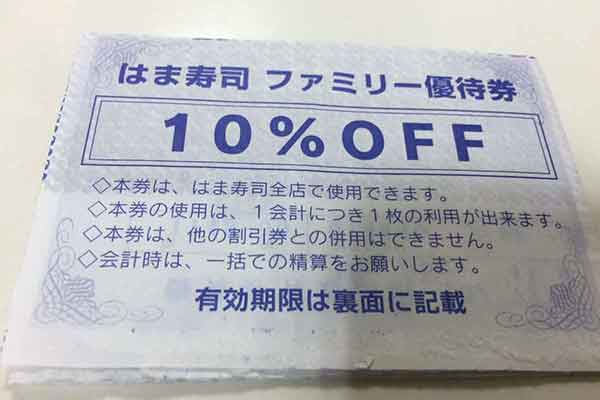 はま寿司 ファミリー優待券
10%OFF
◇本券は、はま寿司全店で使用できます。
◇本券の使用は、1会計につき1枚の利用が出来ます。
◇本券は、他の割引券との併用はできません。
◇会計時は、一括での精算をお願いします。
有効期限は裏面に記載